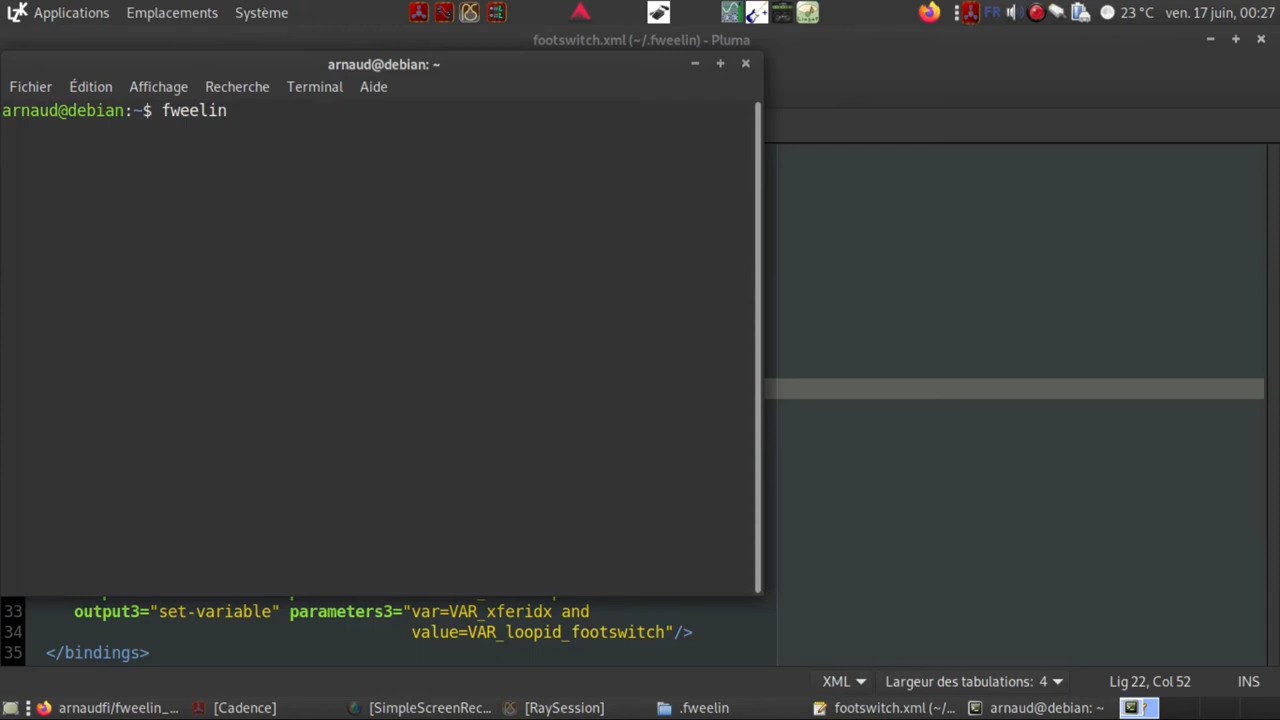 Applications Emplacements Système FR 23 °C ven. 17 juin, 00:27
footswitch.xml (~/.fweelin) - Pluma
arnaud@debian: ~
Fichier Édition Affichage Recherche Terminal Aide
arnaud@debian:~$ fweelin
33 output3="set-variable" parameters3="var=VAR_xferidx and
34 value=VAR_loopid_footswitch"/>
35 </bindings>
XML Largeur des tabulations: 4 Lig 22, Col 52 INS
arnaudfi/fweelin_... [Cadence] [SimpleScreenRec... [RaySession] .fweelin footswitch.xml (~/... arnaud@debian: ~